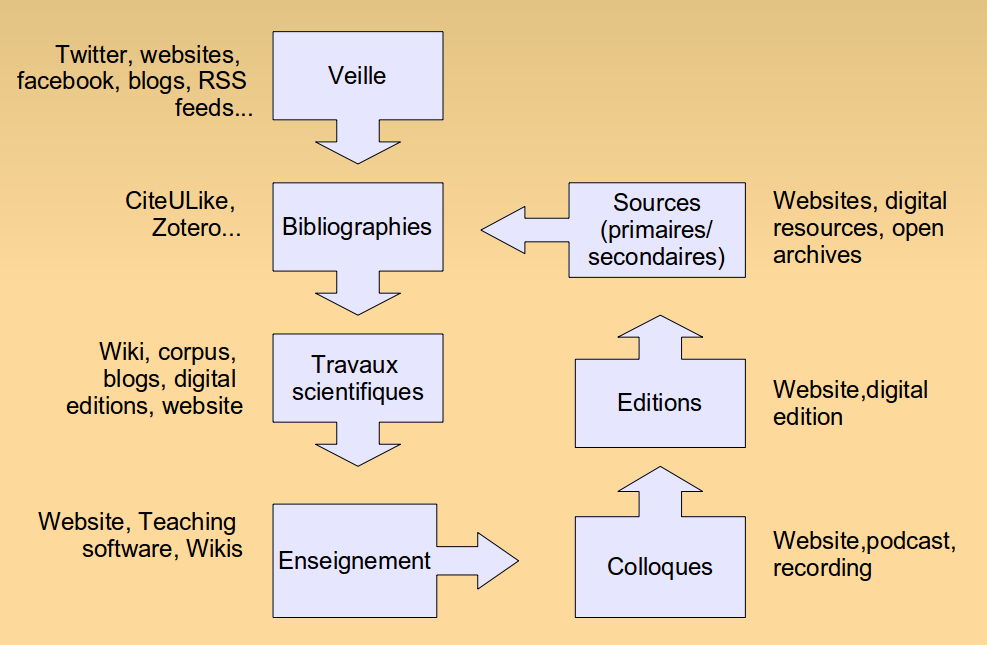 Twitter, websites,
facebook, blogs, RSS
feeds...
Veille
CiteULike,
Zotero...
Bibliographies
Sources
(primaires/
secondaires)
Websites, digital
resources, open
archives
Wiki, corpus,
blogs, digital
editions, website
Travaux
scientifiques
Editions
Website,digital
edition
Website, Teaching
software, Wikis
Enseignement
Colloques
Website,podcast,
recording